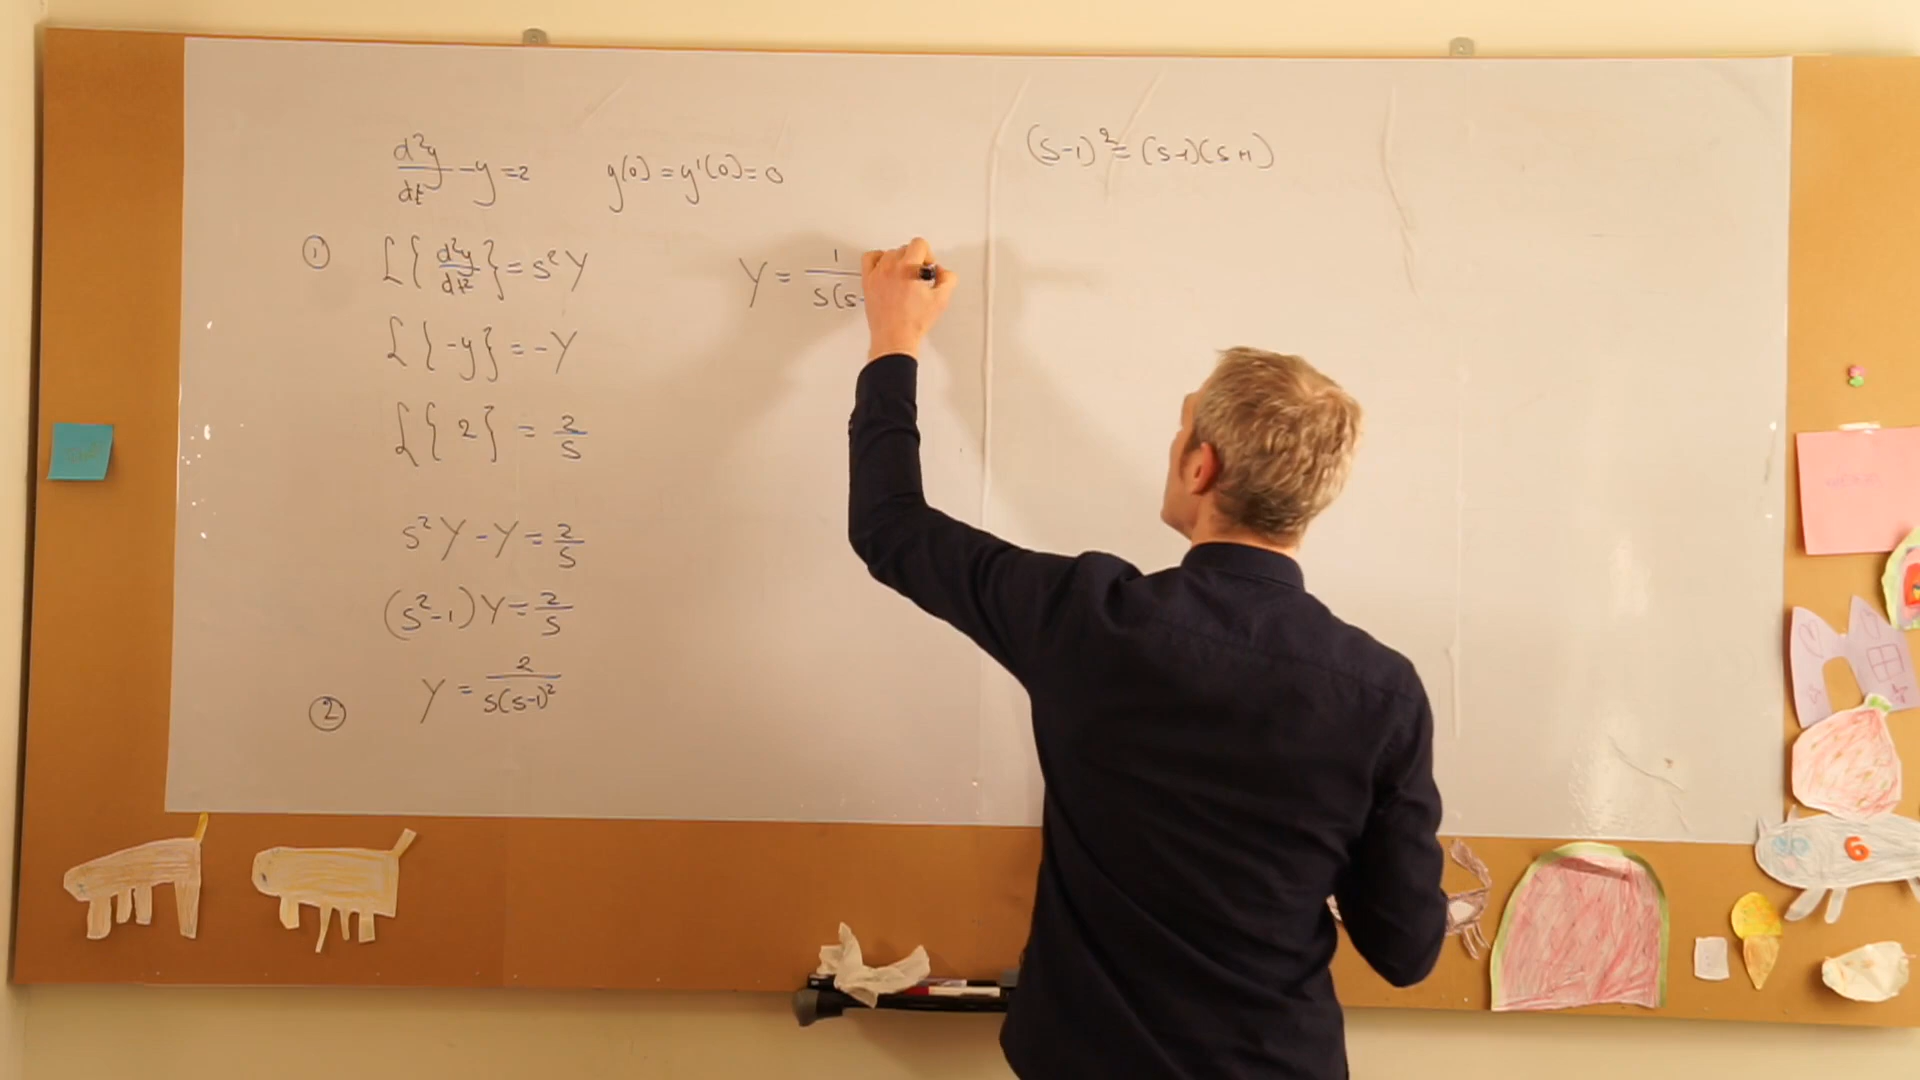 d²y/dt² - y = 2   y(0) = y'(0) = 0
① L{d²y/dt²} = s²Y
L{-y} = -Y
L{2} = 2/s
s²Y - Y = 2/s
(s²-1)Y = 2/s
② Y = 2/s(s-1)²
Y = 1/s(s-
(s-1)² = (s-1)(s+1)
6